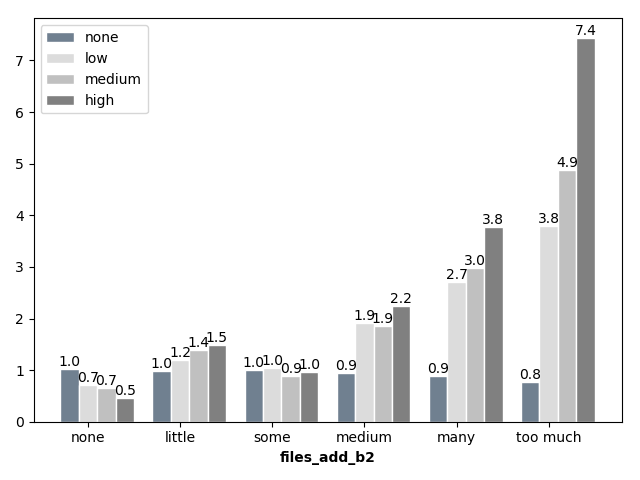 none
low
medium
high
7
6
5
4
3
2
1
0
1.0 0.7 0.7 0.5
1.0 1.2 1.4 1.5
1.0 1.0 0.9 1.0
0.9 1.9 1.9 2.2
0.9 2.7 3.0 3.8
0.8 3.8 4.9 7.4
none little some medium many too much
files_add_b2